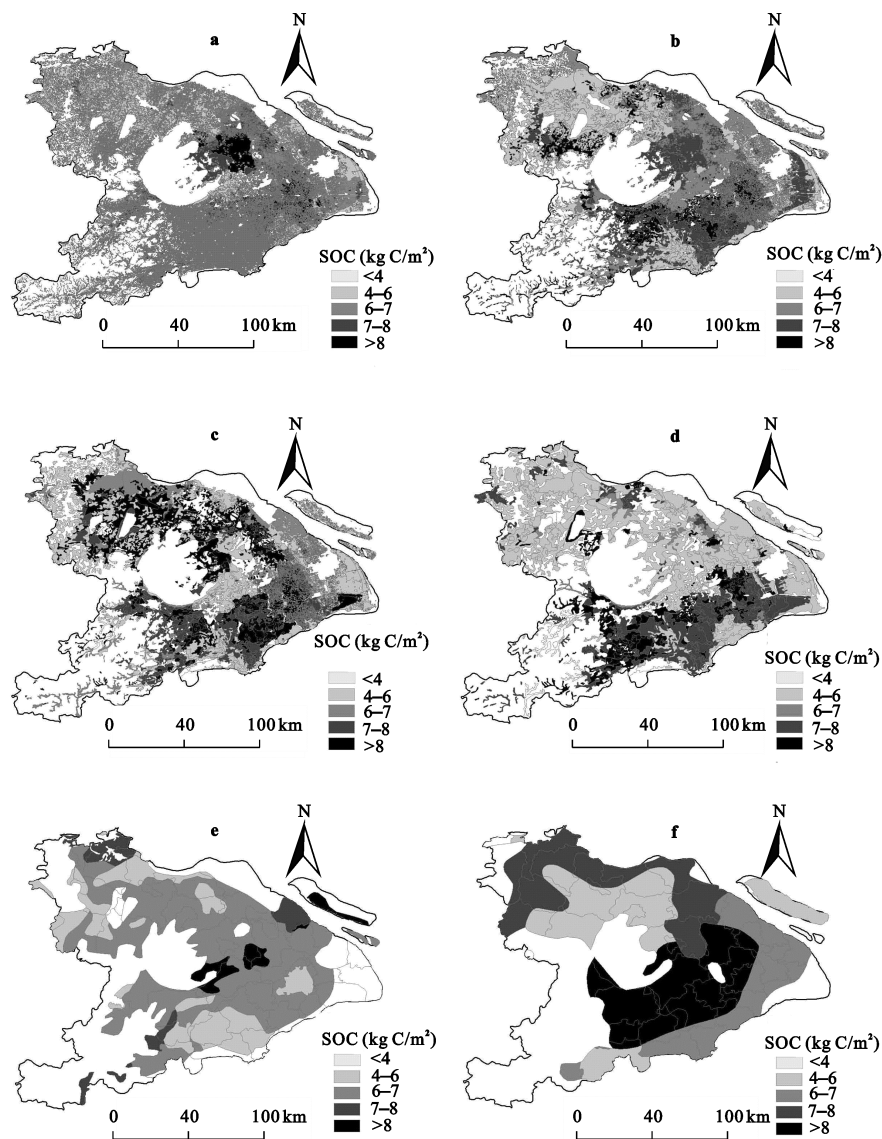 a
N
SOC (kg C/m²)
<4
4–6
6–7
7–8
>8
0 40 100 km
b
N
SOC (kg C/m²)
<4
4–6
6–7
7–8
>8
0 40 100 km
c
N
SOC (kg C/m²)
<4
4–6
6–7
7–8
>8
0 40 100 km
d
N
SOC (kg C/m²)
<4
4–6
6–7
7–8
>8
0 40 80 km
e
N
SOC (kg C/m²)
<4
4–6
6–7
7–8
>8
0 40 100 km
f
N
SOC (kg C/m²)
<4
4–6
6–7
7–8
>8
0 40 100 km